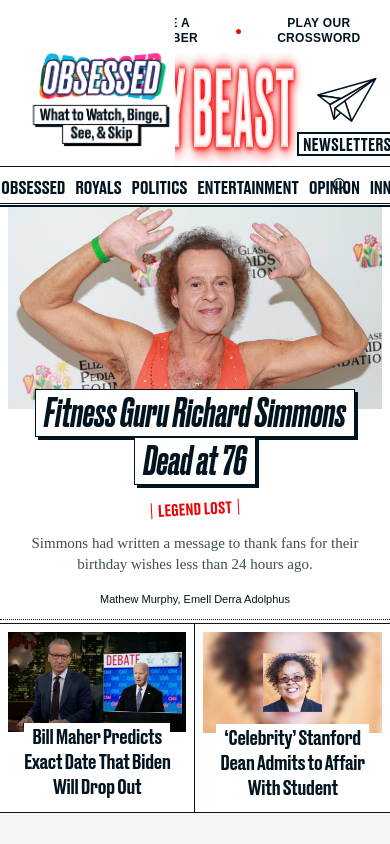 E A
BER
PLAY OUR
CROSSWORD
OBSESSED
What to Watch, Binge,
See, & Skip
Y BEAST
NEWSLETTERS
OBSESSED ROYALS POLITICS ENTERTAINMENT OPINION INN
Fitness Guru Richard Simmons
Dead at 76
LEGEND LOST
Simmons had written a message to thank fans for their
birthday wishes less than 24 hours ago.
Mathew Murphy, Emell Derra Adolphus
DEBATE
Bill Maher Predicts
Exact Date That Biden
Will Drop Out
‘Celebrity’ Stanford
Dean Admits to Affair
With Student